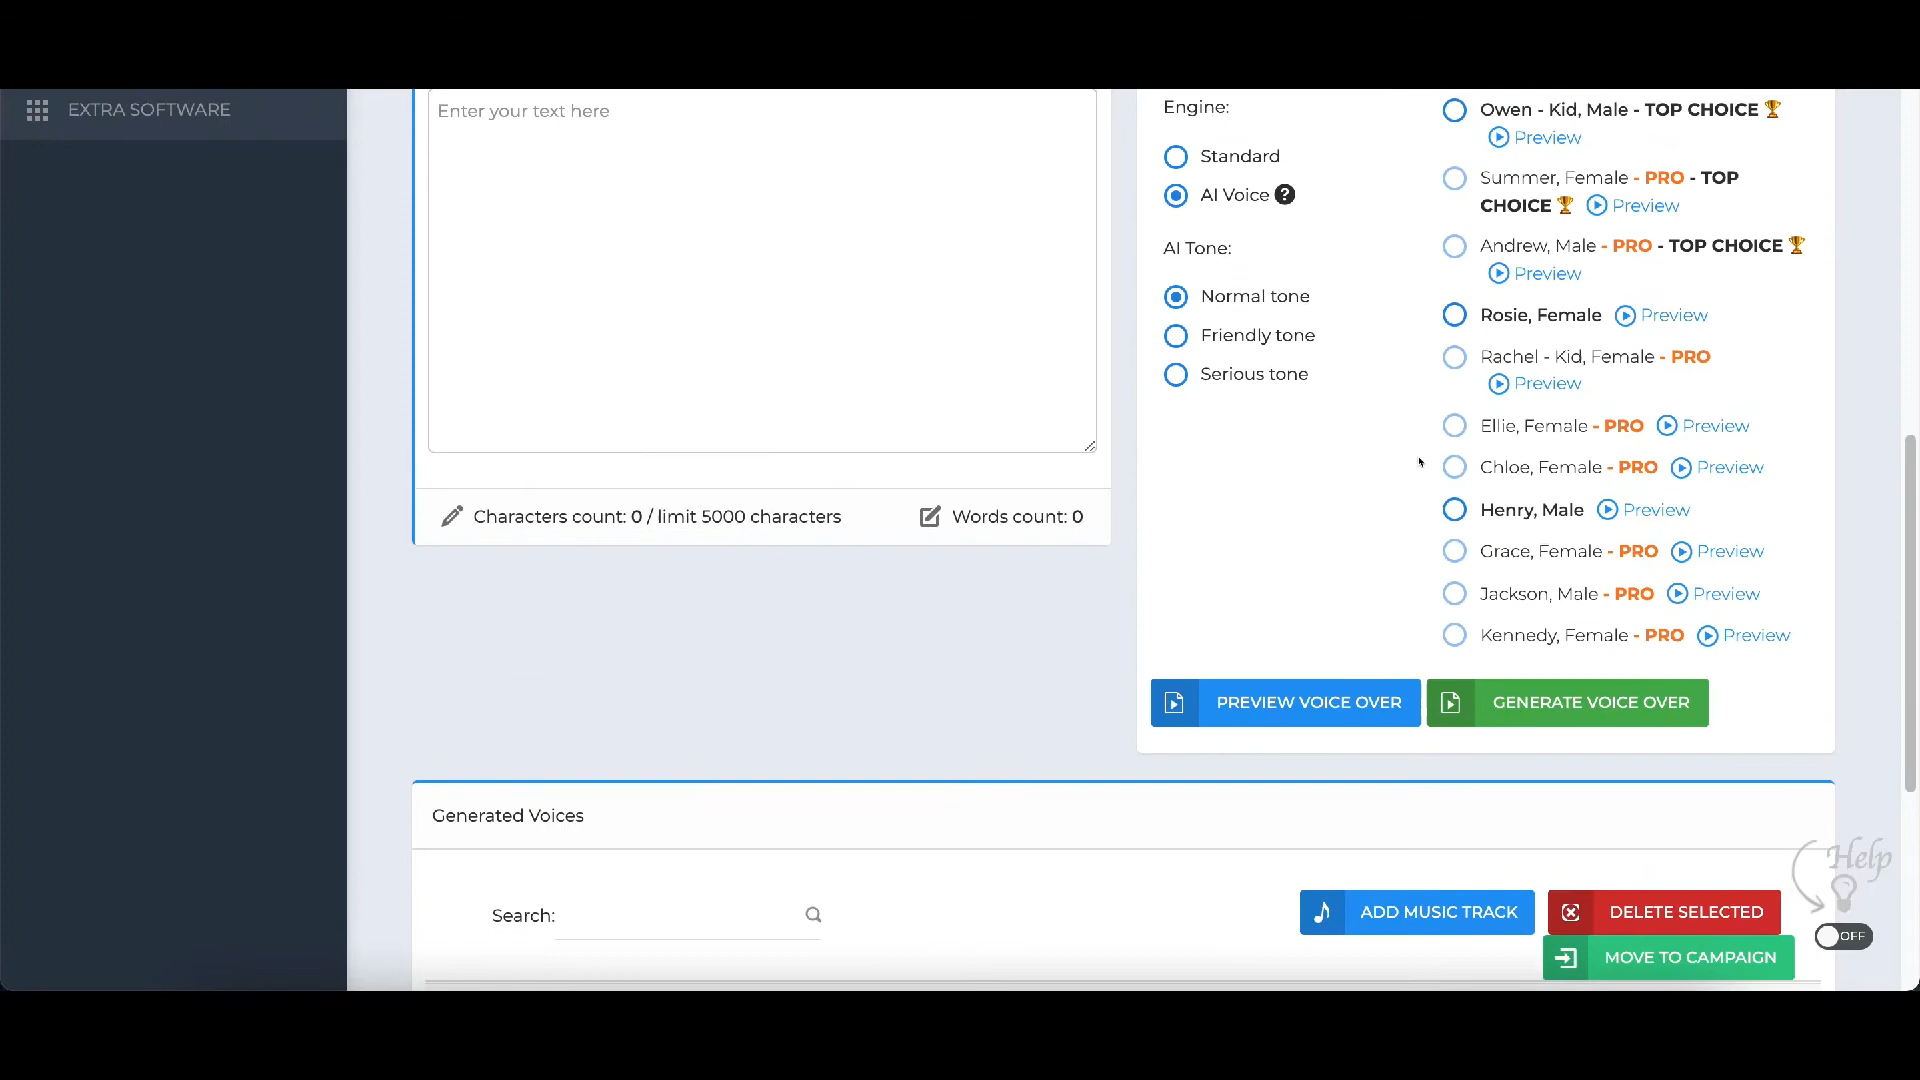 EXTRA SOFTWARE
Enter your text here
Characters count: 0 / limit 5000 characters
Words count: 0
Engine:
Standard
AI Voice ?
AI Tone:
Normal tone
Friendly tone
Serious tone
Owen - Kid, Male - TOP CHOICE 🏆
Preview
Summer, Female - PRO - TOP
CHOICE 🏆 Preview
Andrew, Male - PRO - TOP CHOICE 🏆
Preview
Rosie, Female Preview
Rachel - Kid, Female - PRO
Preview
Ellie, Female - PRO Preview
Chloe, Female - PRO Preview
Henry, Male Preview
Grace, Female - PRO Preview
Jackson, Male - PRO Preview
Kennedy, Female - PRO Preview
PREVIEW VOICE OVER
GENERATE VOICE OVER
Generated Voices
Search:
ADD MUSIC TRACK
DELETE SELECTED
MOVE TO CAMPAIGN
Help
OFF